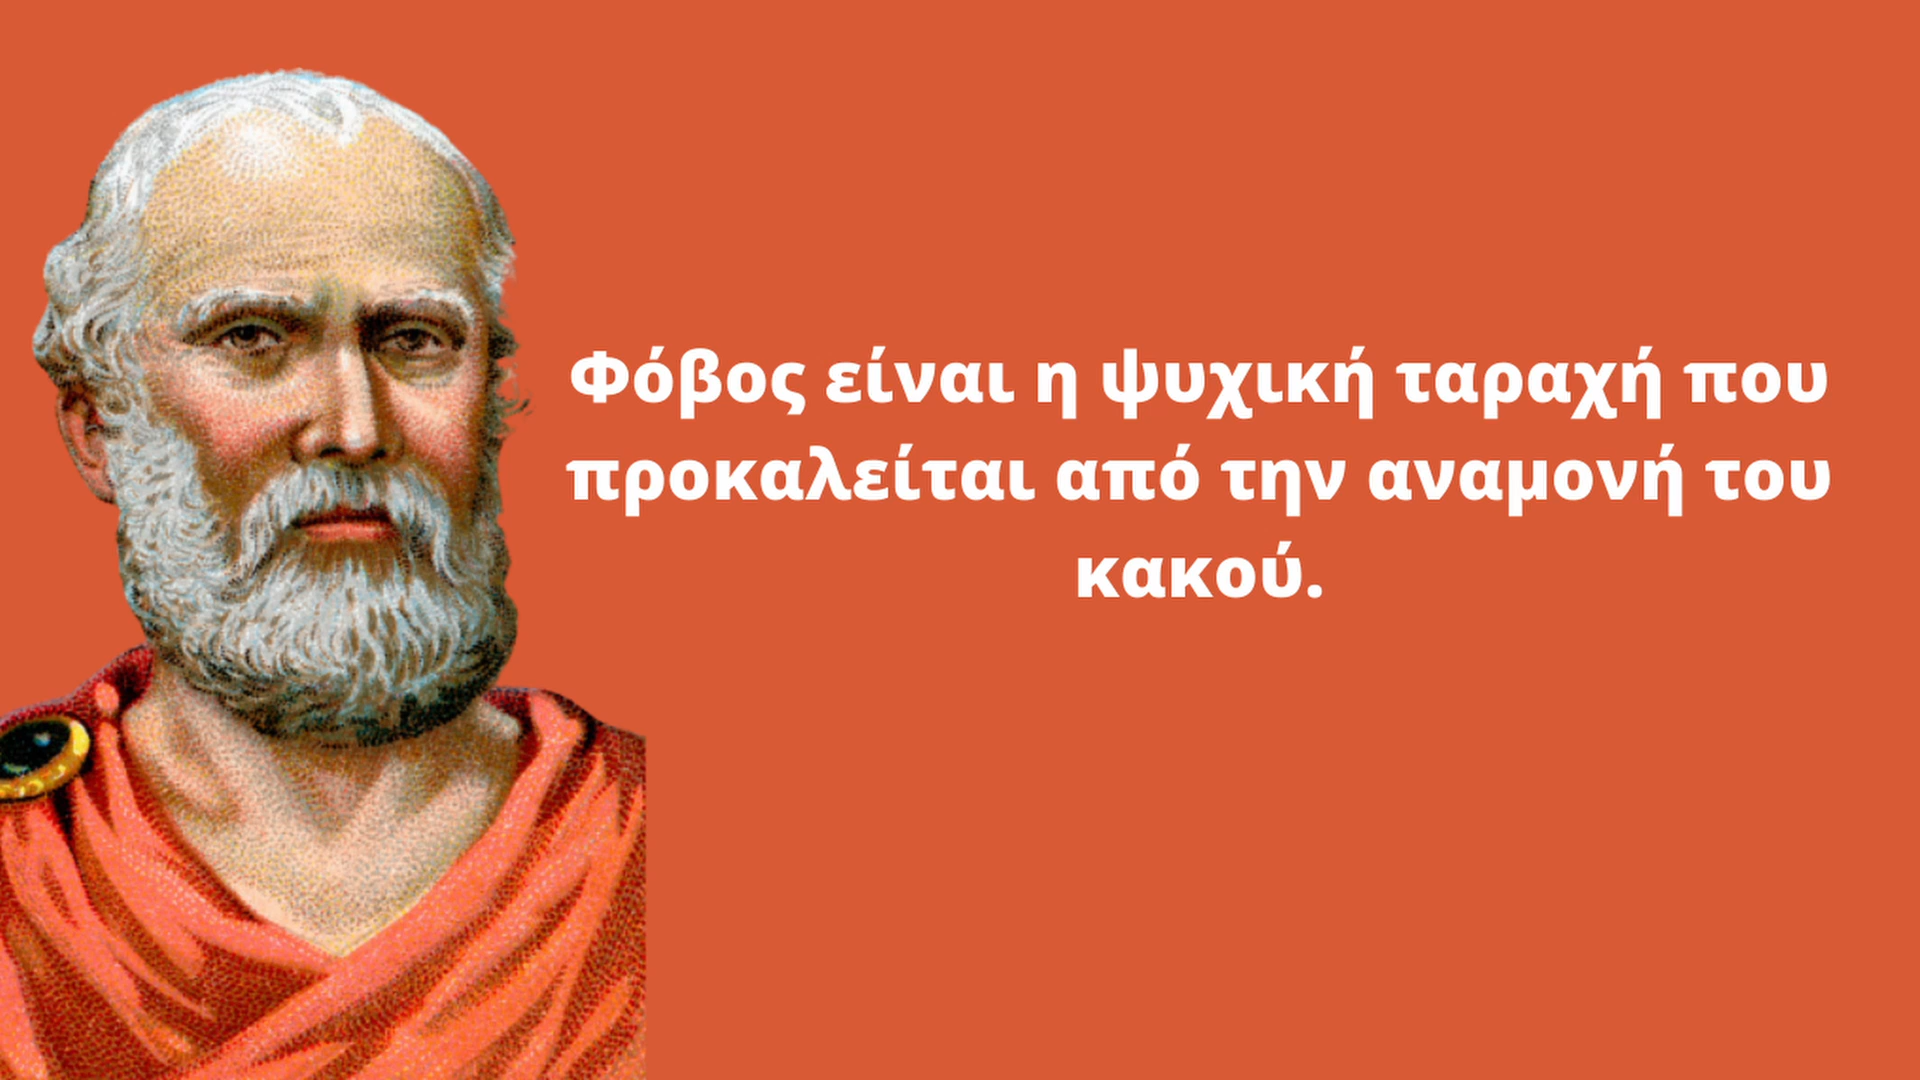 Φόβος είναι η ψυχική ταραχή που
προκαλείται από την αναμονή του
κακού.